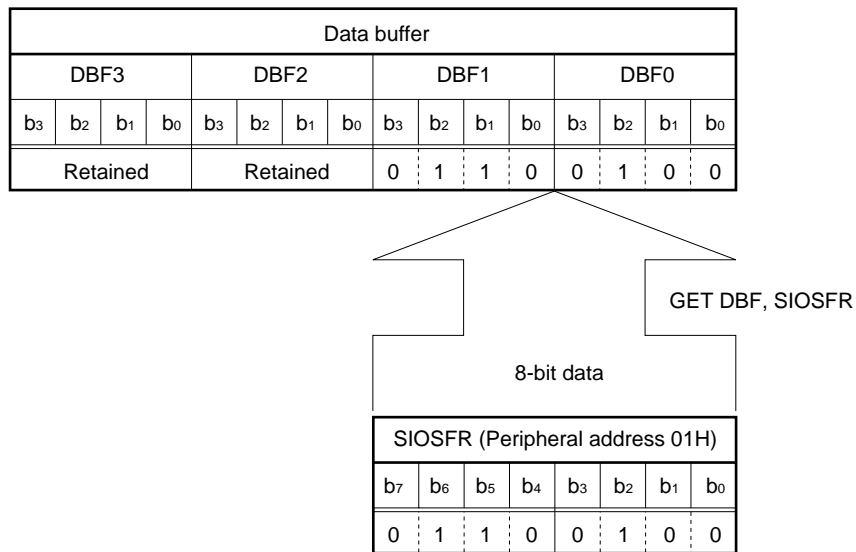 Data buffer
DBF3 DBF2 DBF1 DBF0
b3 b2 b1 b0 b3 b2 b1 b0 b3 b2 b1 b0 b3 b2 b1 b0
Retained Retained 0 1 1 0 0 1 0 0
GET DBF, SIOSFR
8-bit data
SIOSFR (Peripheral address 01H)
b7 b6 b5 b4 b3 b2 b1 b0
0 1 1 0 0 1 0 0